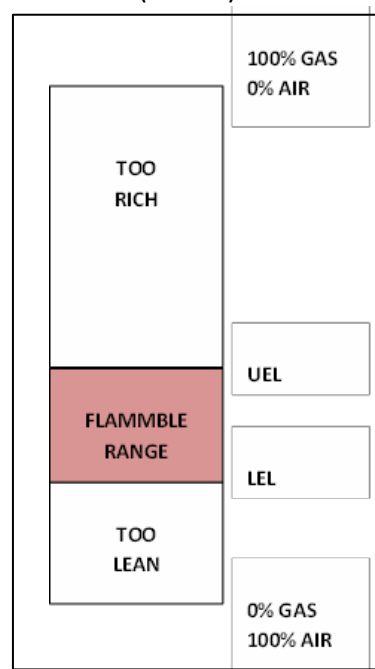 100% GAS
0% AIR
TOO
RICH
UEL
FLAMMBLE
RANGE
LEL
TOO
LEAN
0% GAS
100% AIR